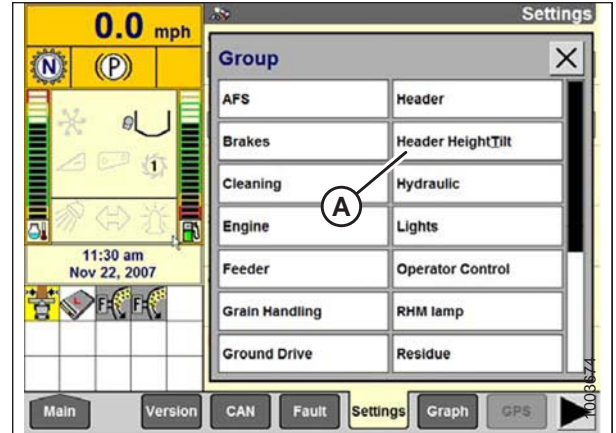 0.0 mph
Settings
N
(P)
Group
X
AFS
Header
Brakes
Header HeightTilt
Cleaning
Hydraulic
A
Engine
Lights
Feeder
Operator Control
Grain Handling
RHM lamp
Ground Drive
Residue
1
11:30 am
Nov 22, 2007
F
F
Main
Version
CAN
Fault
Settings
Graph
GPS
1003674